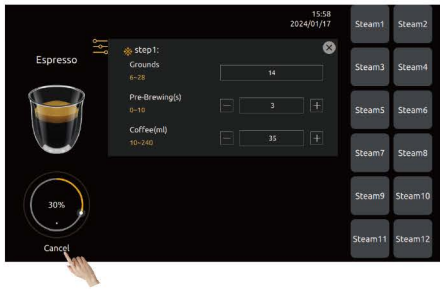 15:58
2024/01/17
Espresso
step1:
Grounds
6~28
14
Pre-Brewing(s)
0~10
3
Coffee(ml)
10~240
35
30%
Cancel
Steam1 Steam2
Steam3 Steam4
Steam5 Steam6
Steam7 Steam8
Steam9 Steam10
Steam11 Steam12